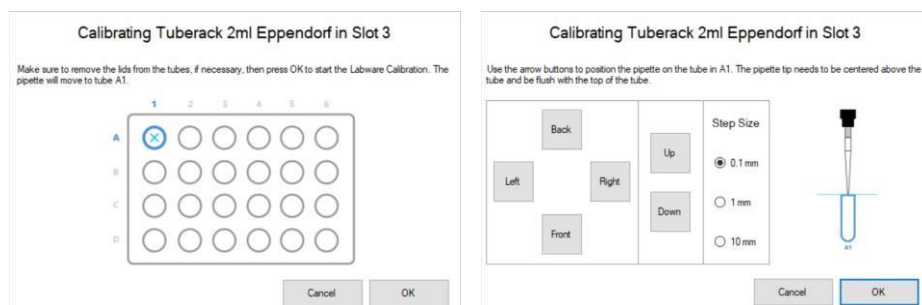 Calibrating Tuberack 2ml Eppendorf in Slot 3
Make sure to remove the lids from the tubes, if necessary, then press OK to start the Labware Calibration. The
pipette will move to tube A1.
1 2 3 4 5 6
A
B
C
D
Cancel OK
Calibrating Tuberack 2ml Eppendorf in Slot 3
Use the arrow buttons to position the pipette on the tube in A1. The pipette tip needs to be centered above the
tube and be flush with the top of the tube.
Back
Left Right
Front
Up
Down
Step Size
0.1 mm
1 mm
10 mm
A1
Cancel OK